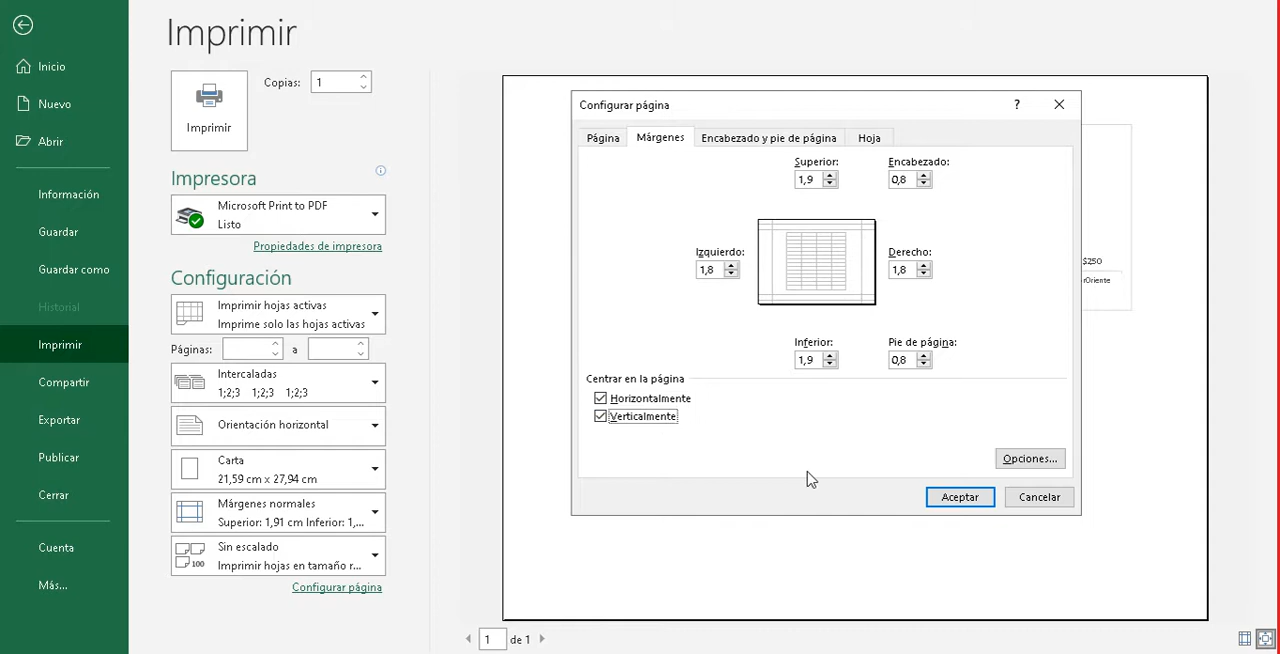 Imprimir
Inicio
Nuevo
Abrir
Información
Guardar
Guardar como
Historial
Imprimir
Compartir
Exportar
Publicar
Cerrar
Cuenta
Más...
Imprimir
Copias: 1
Impresora
Microsoft Print to PDF
Listo
Propiedades de impresora
Configuración
Imprimir hojas activas
Imprime solo las hojas activas
Páginas: a
Intercaladas
1;2;3 1;2;3 1;2;3
Orientación horizontal
Carta
21,59 cm x 27,94 cm
Márgenes normales
Superior: 1,91 cm Inferior: 1,...
Sin escalado
100 Imprimir hojas en tamaño r...
Configurar página
Configurar página
?
Página Márgenes Encabezado y pie de página Hoja
Superior: Encabezado:
1,9 0,8
Izquierdo: Derecho:
1,8 1,8
Inferior: Pie de página:
1,9 0,8
Centrar en la página
Horizontalmente
Verticalmente
Opciones...
Aceptar Cancelar
$250
rOriente
1 de 1